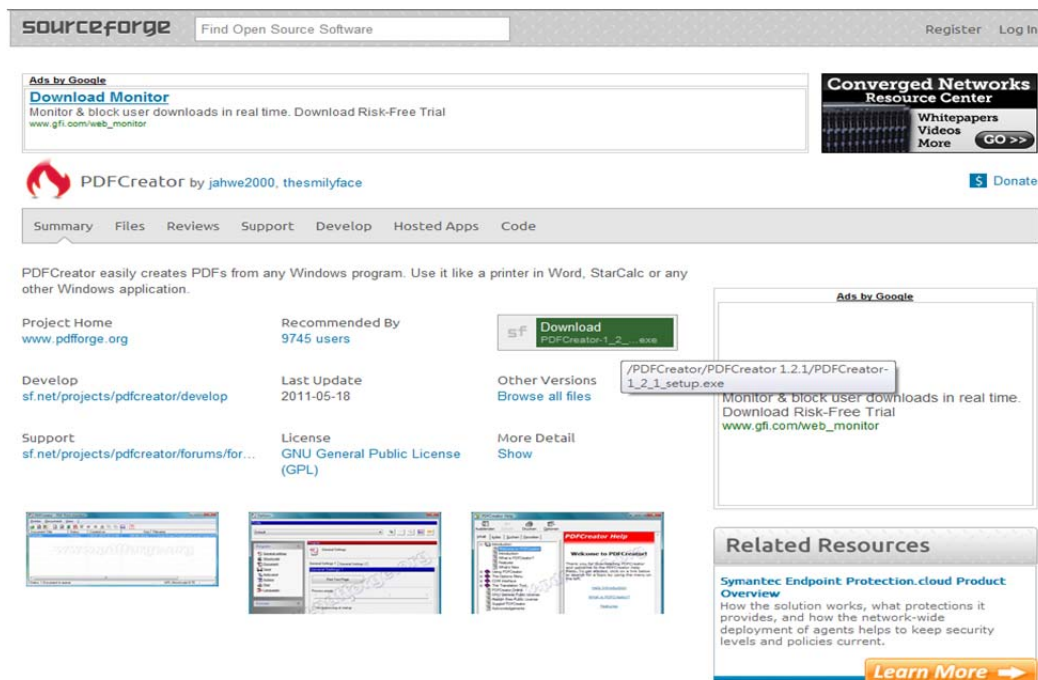 sourceforge
Find Open Source Software
Register Log In
Ads by Google
Download Monitor
Monitor & block user downloads in real time. Download Risk-Free Trial
www.gfi.com/web_monitor
Converged Networks
Resource Center
Whitepapers
Videos
More
GO >>
PDFCreator by jahwe2000, thesmilyface
$ Donate
Summary Files Reviews Support Develop Hosted Apps Code
PDFCreator easily creates PDFs from any Windows program. Use it like a printer in Word, StarCalc or any
other Windows application.
Project Home
www.pdfforge.org
Recommended By
9745 users
sf
Download
PDFCreator-1_2_...exe
/PDFCreator/PDFCreator 1.2.1/PDFCreator-
1_2_1_setup.exe
Develop
sf.net/projects/pdfcreator/develop
Last Update
2011-05-18
Other Versions
Browse all files
Support
sf.net/projects/pdfcreator/forums/for...
License
GNU General Public License
(GPL)
More Detail
Show
Ads by Google
Monitor & block user downloads in real time.
Download Risk-Free Trial
www.gfi.com/web_monitor
PDFCreator Help
Welcome to PDFCreator!
Related Resources
Symantec Endpoint Protection.cloud Product
Overview
How the solution works, what protections it
provides, and how the network-wide
deployment of agents helps to keep security
levels and policies current.
Learn More